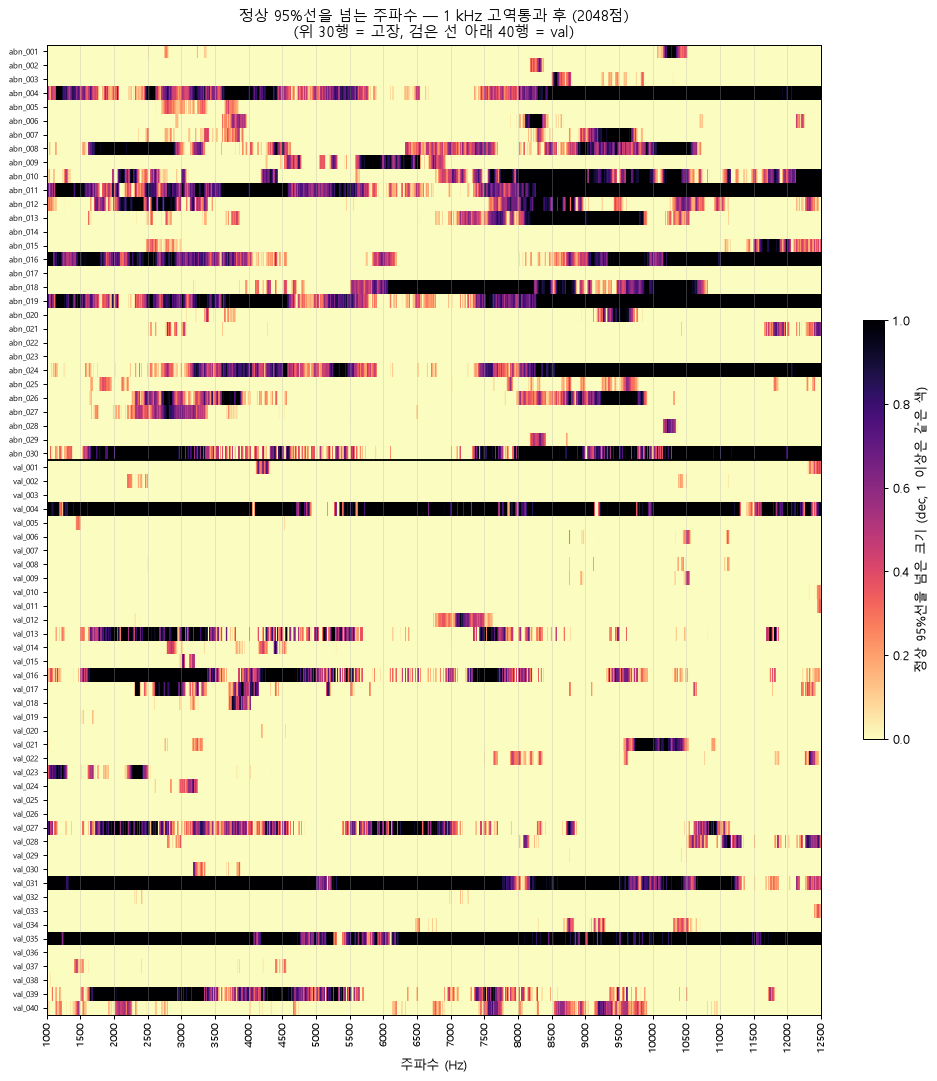 정상 95%선을 넘는 주파수 — 1 kHz 고역통과 후 (2048점)
(위 30행 = 고장, 검은 선 아래 40행 = val)
abn_001
abn_002
abn_003
abn_004
abn_005
abn_006
abn_007
abn_008
abn_009
abn_010
abn_011
abn_012
abn_013
abn_014
abn_015
abn_016
abn_017
abn_018
abn_019
abn_020
abn_021
abn_022
abn_023
abn_024
abn_025
abn_026
abn_027
abn_028
abn_029
abn_030
val_001
val_002
val_003
val_004
val_005
val_006
val_007
val_008
val_009
val_010
val_011
val_012
val_013
val_014
val_015
val_016
val_017
val_018
val_019
val_020
val_021
val_022
val_023
val_024
val_025
val_026
val_027
val_028
val_029
val_030
val_031
val_032
val_033
val_034
val_035
val_036
val_037
val_038
val_039
val_040
1000
1500
2000
2500
3000
3500
4000
4500
5000
5500
6000
6500
7000
7500
8000
8500
9000
9500
10000
10500
11000
11500
12000
12500
주파수 (Hz)
1.0
0.8
0.6
0.4
0.2
0.0
정상 95%선을 넘은 크기 (dec, 1 이상은 같은 색)